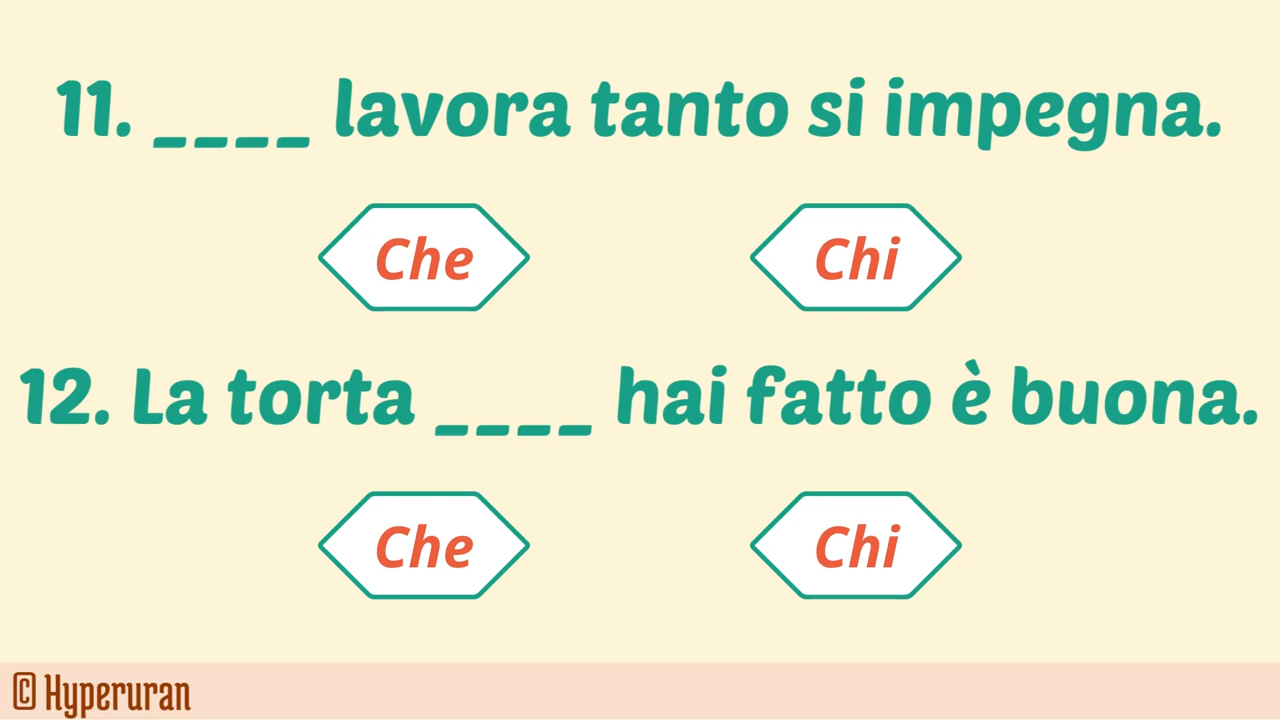 11. ____ lavora tanto si impegna.
Che Chi
12. La torta ____ hai fatto è buona.
Che Chi
© Hyperuran